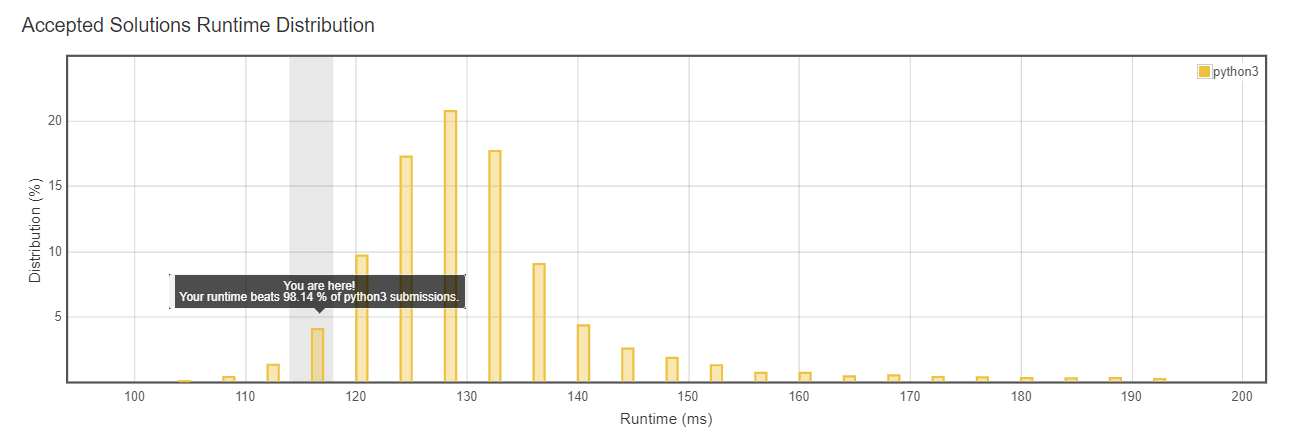 Accepted Solutions Runtime Distribution
python3
20
15
10
5
Distribution (%)
You are here!
Your runtime beats 98.14 % of python3 submissions.
100 110 120 130 140 150 160 170 180 190 200
Runtime (ms)